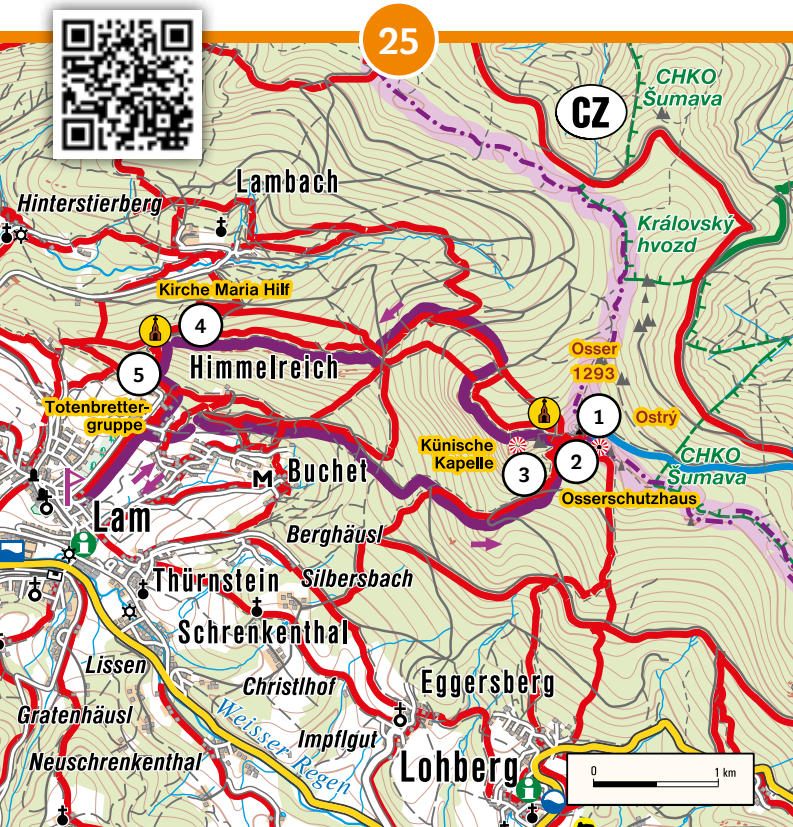 25
CHKO
Šumava
CZ
Lambach
Hinterstierberg
Královský
hvozd
Kirche Maria Hilf
4
Himmelreich
Osser
1293
5
Totenbretter-
gruppe
1
Ostrý
Künische
Kapelle
2
3
CHKO
Šumava
Buchet
M
Osserschutzhaus
Lam
i
Berghäusl
Thürnstein
Silbersbach
Schrenkenthal
Lissen
Christlhof
Eggersberg
Gratenhäusl
Weisser Regen
Impflgut
Neuschrenkenthal
Lohberg
0 1 km
i